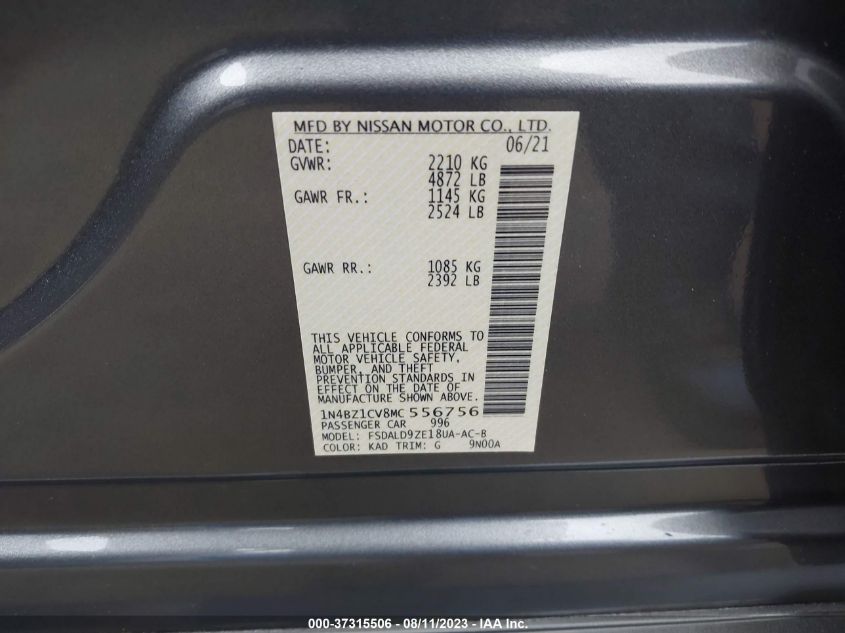 MFD BY NISSAN MOTOR CO., LTD.
DATE: 06/21
GVWR: 2210 KG
4872 LB
GAWR FR.: 1145 KG
2524 LB
GAWR RR.: 1085 KG
2392 LB
THIS VEHICLE CONFORMS TO
ALL APPLICABLE FEDERAL
MOTOR VEHICLE SAFETY,
BUMPER, AND THEFT
PREVENTION STANDARDS IN
EFFECT ON THE DATE OF
MANUFACTURE SHOWN ABOVE.
1N4BZ1CV8MC 556756
PASSENGER CAR 996
MODEL: FSDALD9ZE18UA-AC-B
COLOR: KAD TRIM: G 9N00A
000-37315506 - 08/11/2023 - IAA Inc.